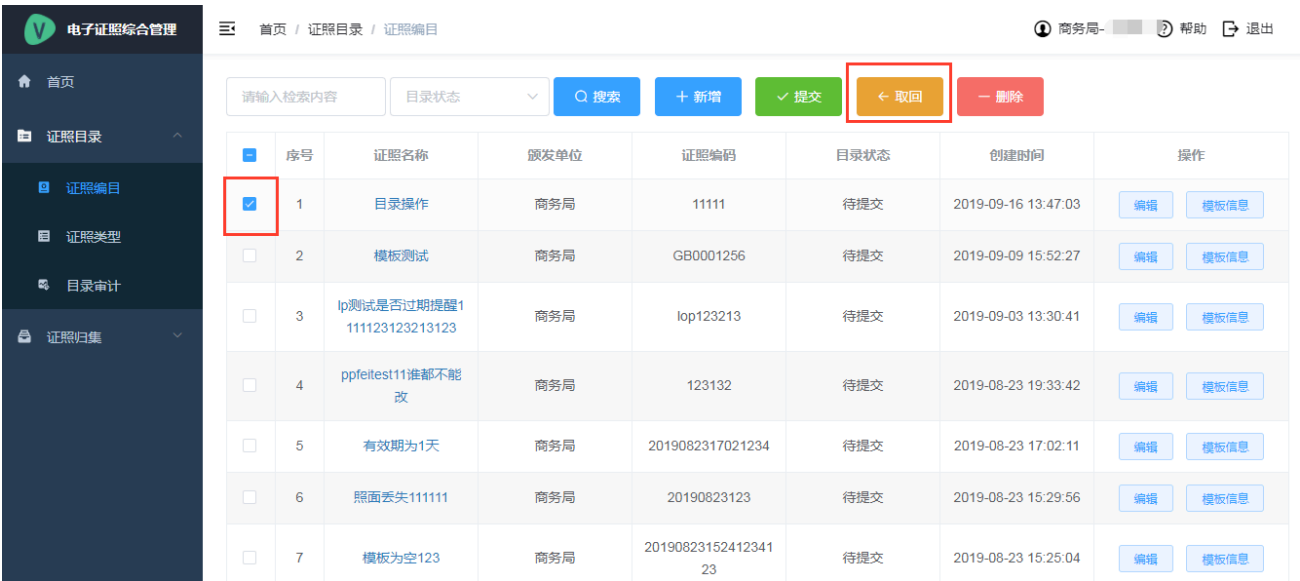 V 电子证照综合管理
首页 / 证照目录 / 证照编目
商务局-
帮助
退出
首页
证照目录
证照编目
证照类型
目录审计
证照归集
请输入检索内容
目录状态
搜索
新增
提交
取回
删除
序号 证照名称 颁发单位 证照编码 目录状态 创建时间 操作
1 目录操作 商务局 11111 待提交 2019-09-16 13:47:03 编辑 模板信息
2 模板测试 商务局 GB0001256 待提交 2019-09-09 15:52:27 编辑 模板信息
3 lp测试是否过期提醒1 商务局 lop123213 待提交 2019-09-03 13:30:41 编辑 模板信息
111123123213123
4 ppfeitest11谁都不能 商务局 123132 待提交 2019-08-23 19:33:42 编辑 模板信息
改
5 有效期为1天 商务局 2019082317021234 待提交 2019-08-23 17:02:11 编辑 模板信息
6 照面丢失111111 商务局 20190823123 待提交 2019-08-23 15:29:56 编辑 模板信息
7 模板为空123 商务局 20190823152412341 待提交 2019-08-23 15:25:04 编辑 模板信息
23